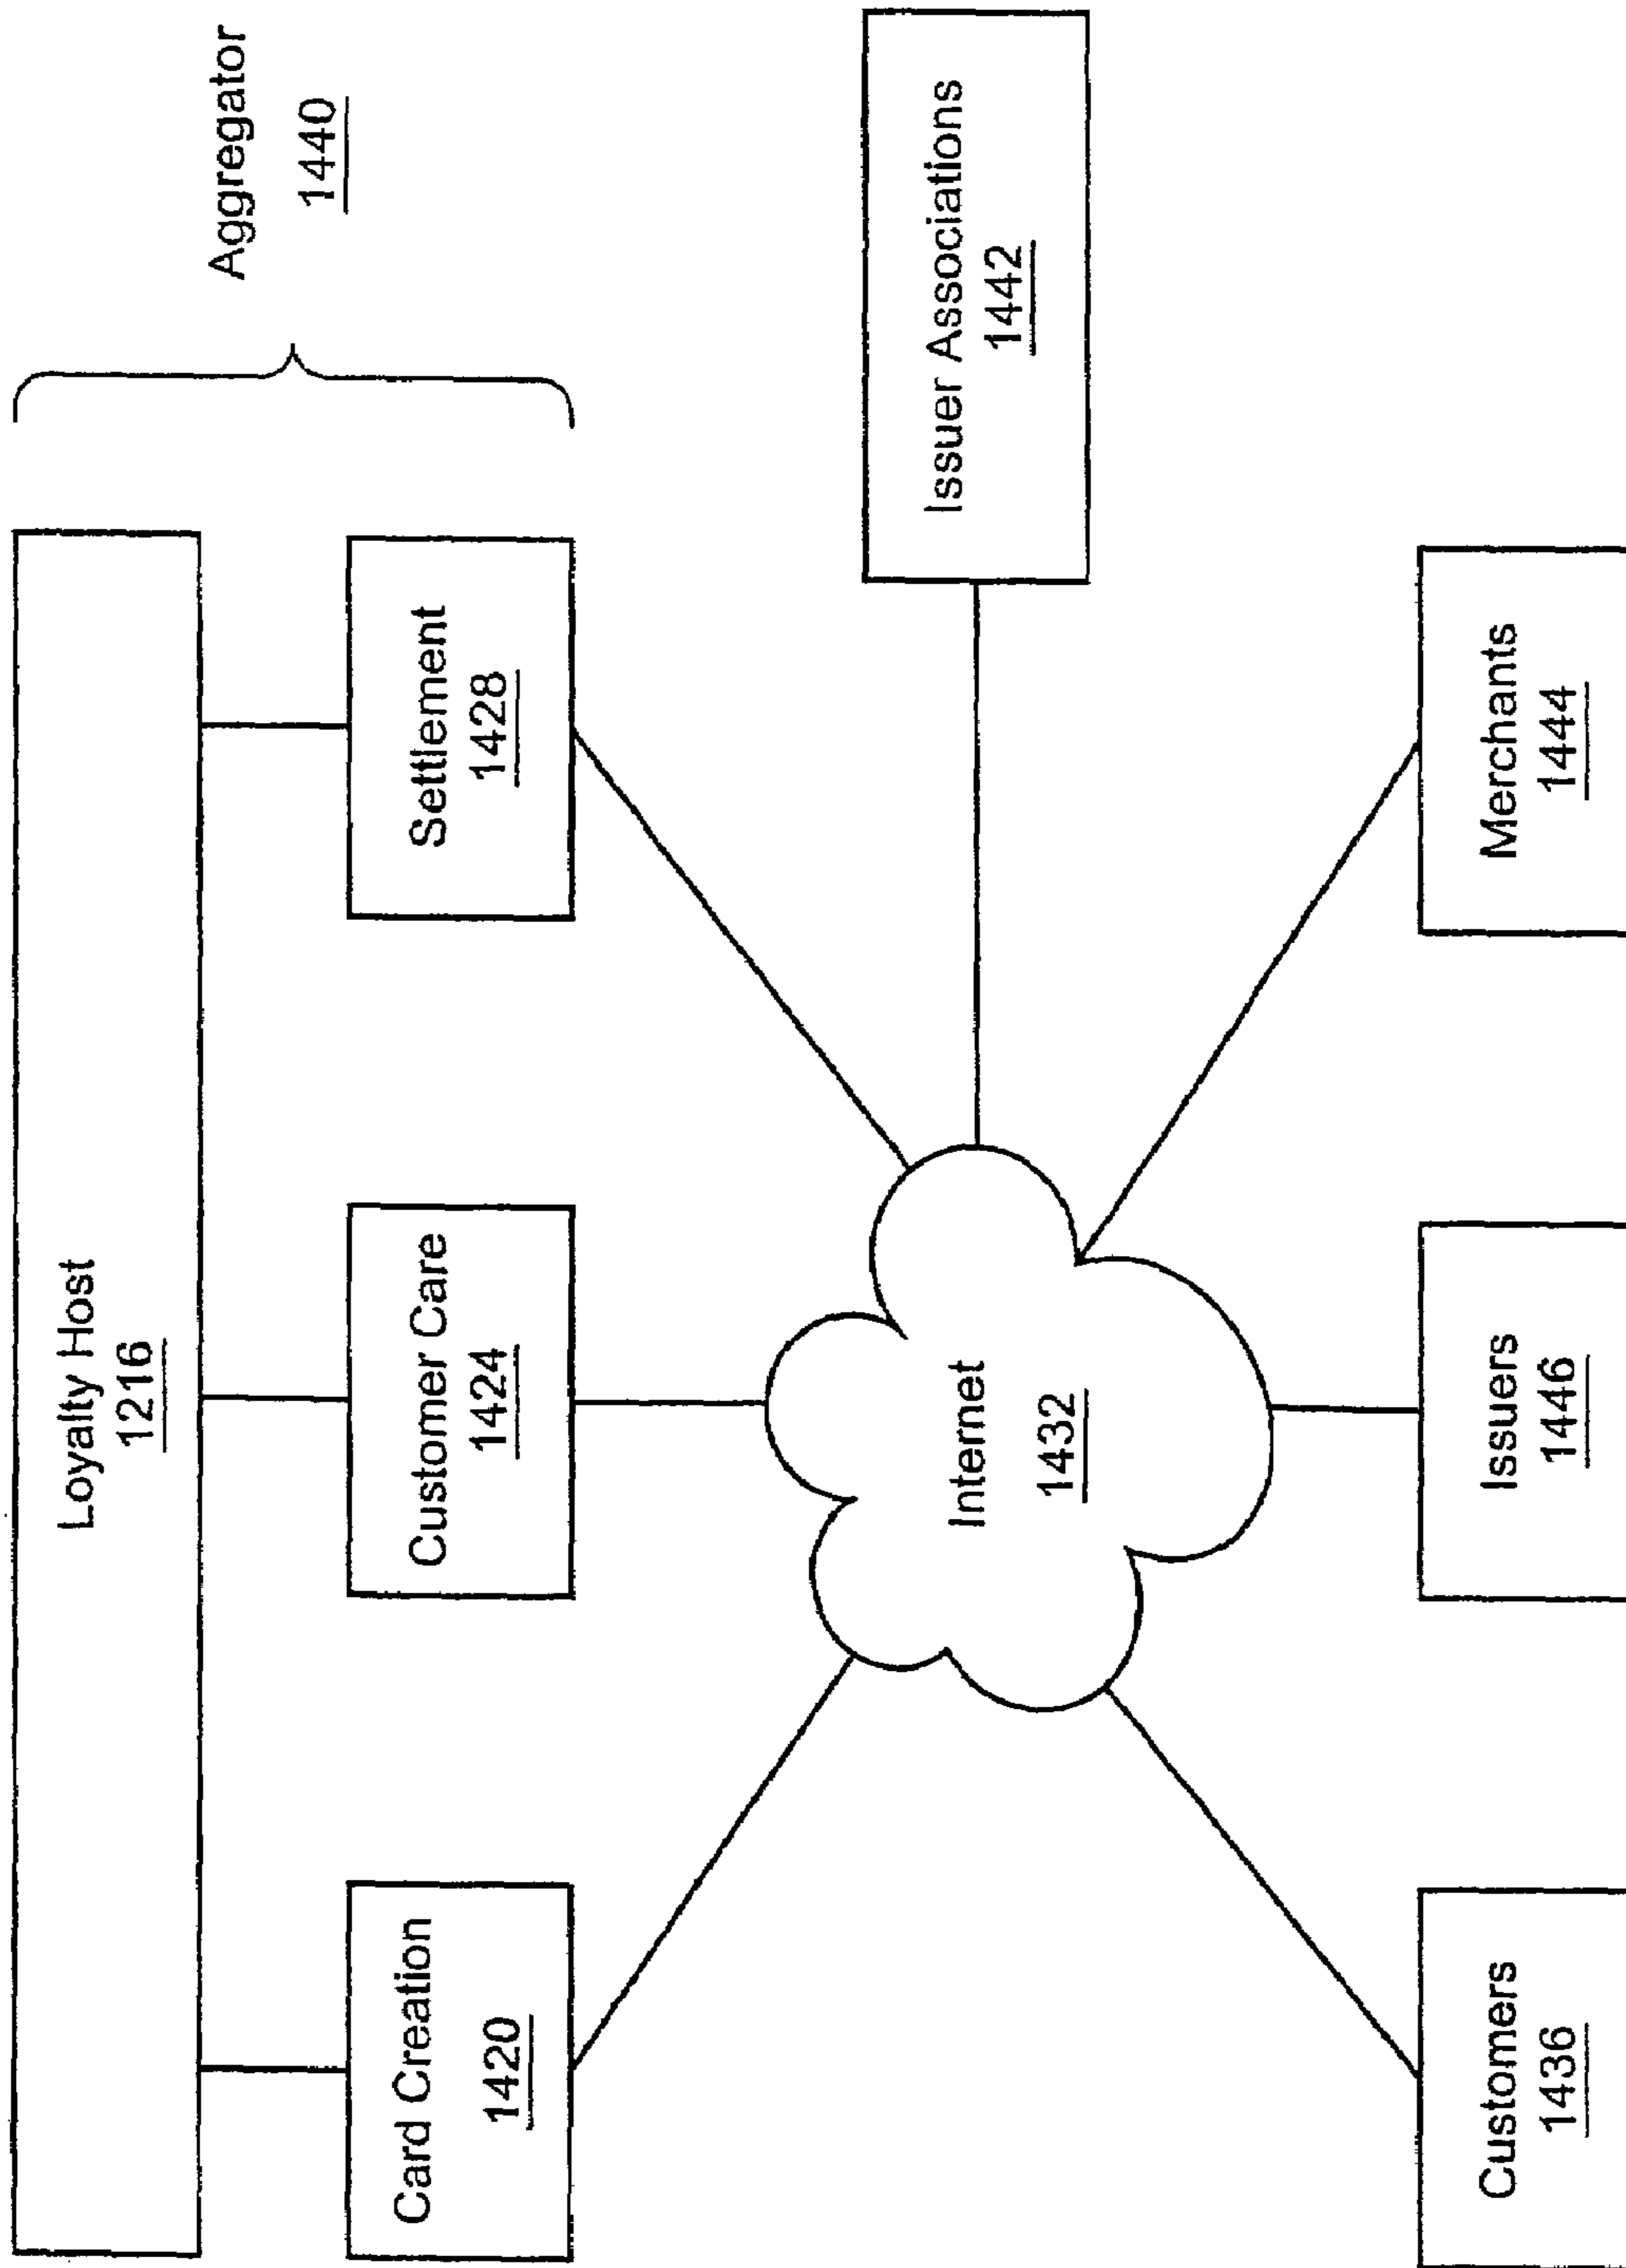 Loyalty Host
1216
Aggregator
1440
Card Creation
1420
Customer Care
1424
Settlement
1428
Internet
1432
Issuer Associations
1442
Customers
1436
Issuers
1446
Merchants
1444